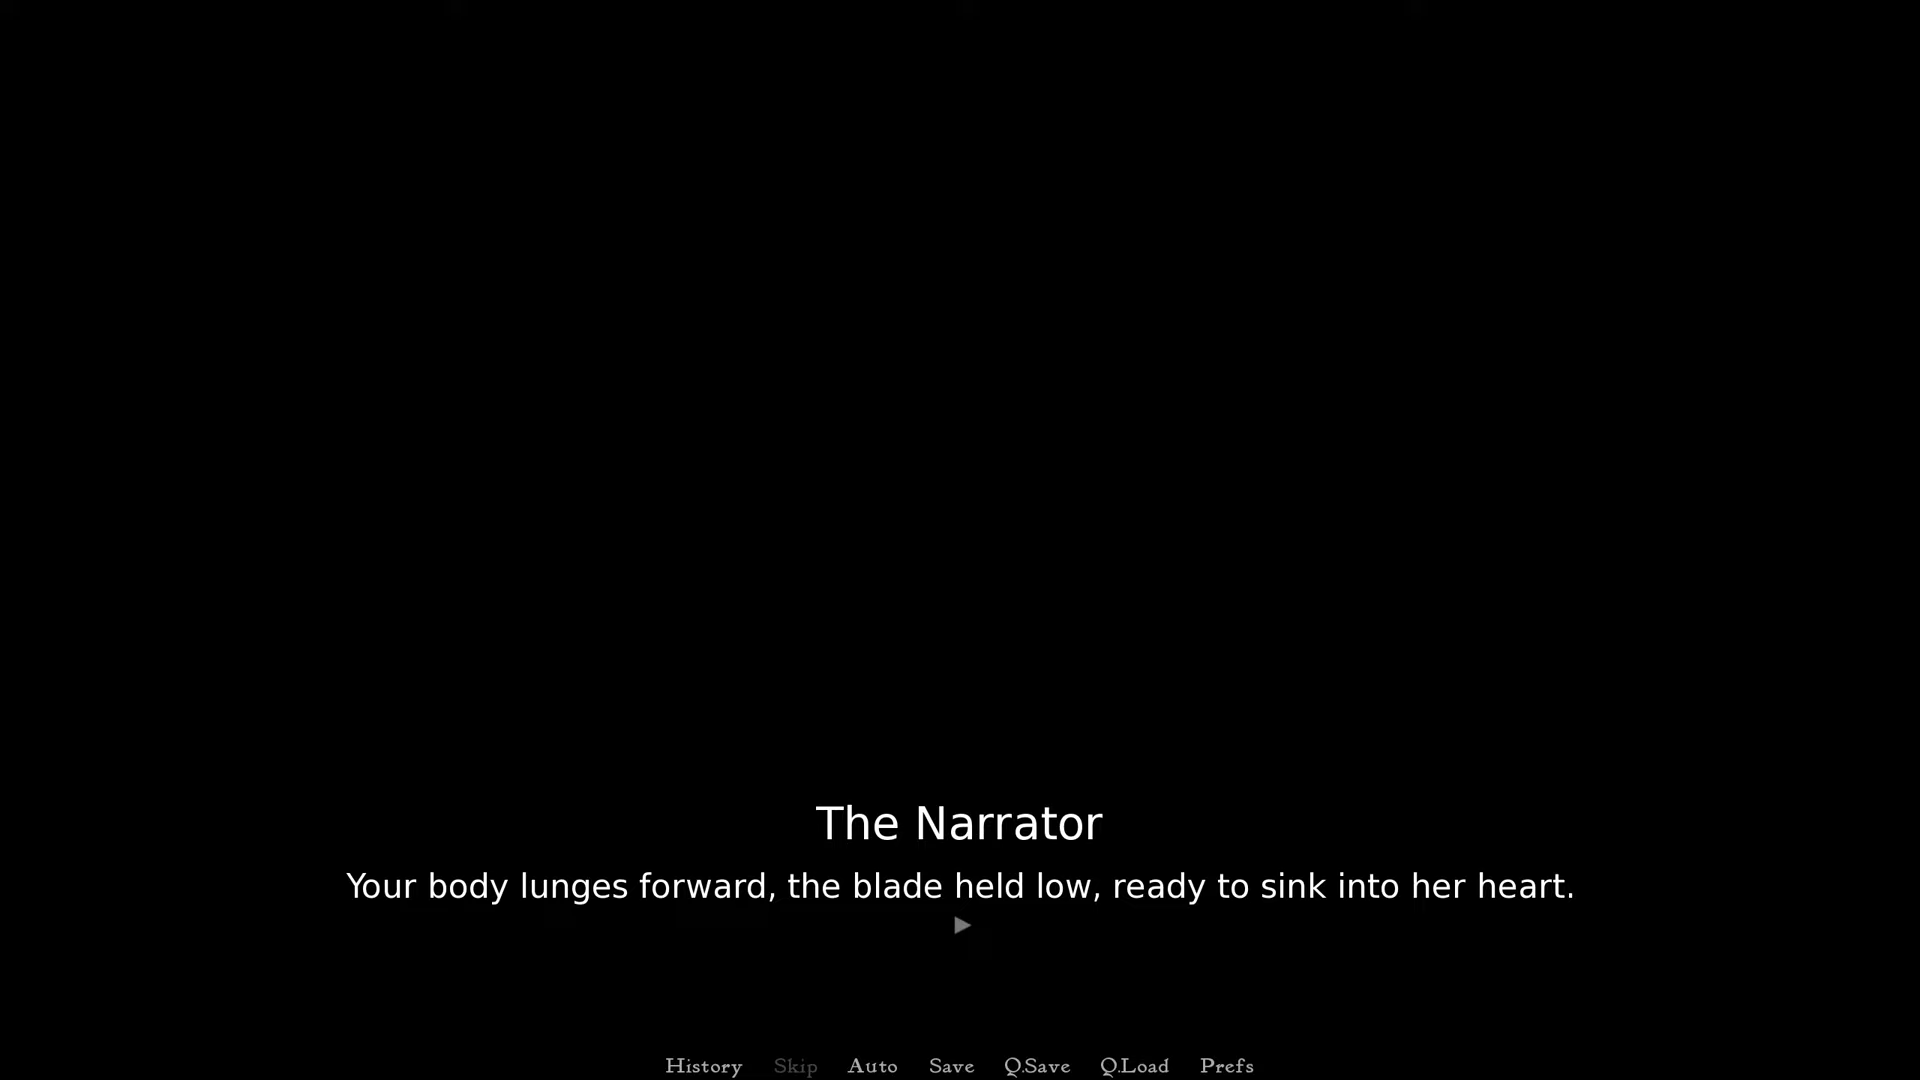 The Narrator
Your body lunges forward, the blade held low, ready to sink into her heart.
History Skip Auto Save Q.Save Q.Load Prefs